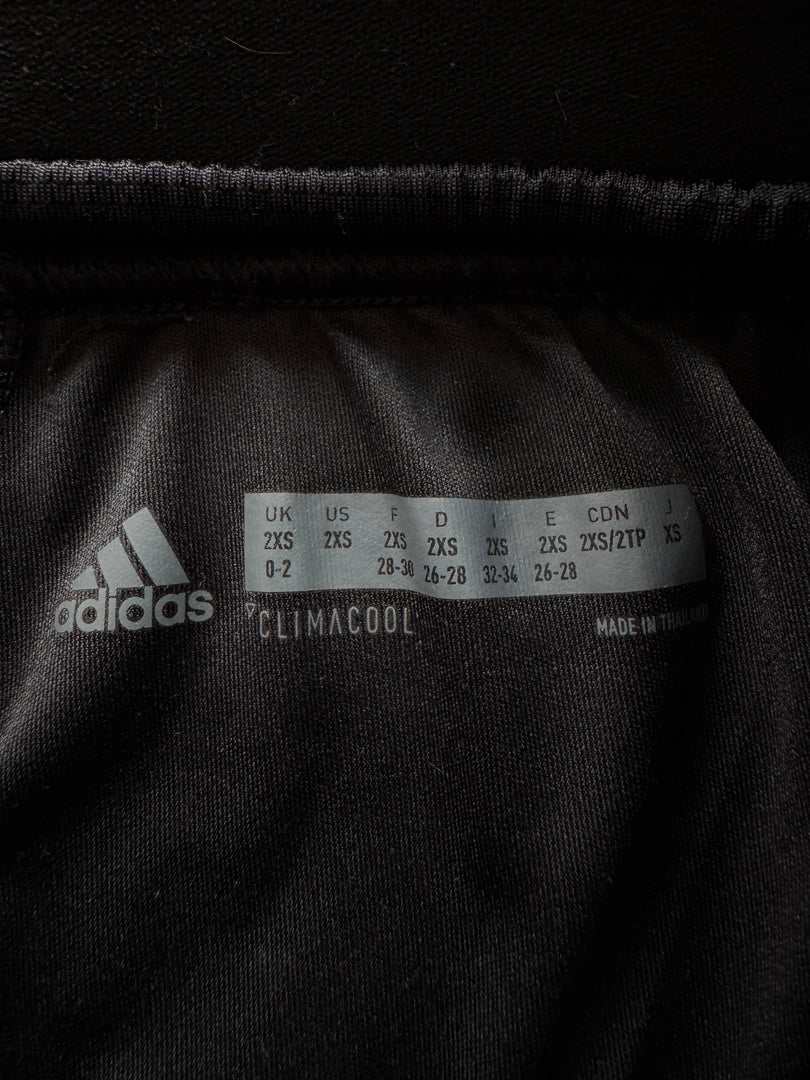 UK US F D I E CDN J
2XS 2XS 2XS 2XS 2XS 2XS 2XS/2TP XS
0-2 28-30 26-28 32-34 26-28
adidas
CLIMACOOL
MADE IN THAILAND